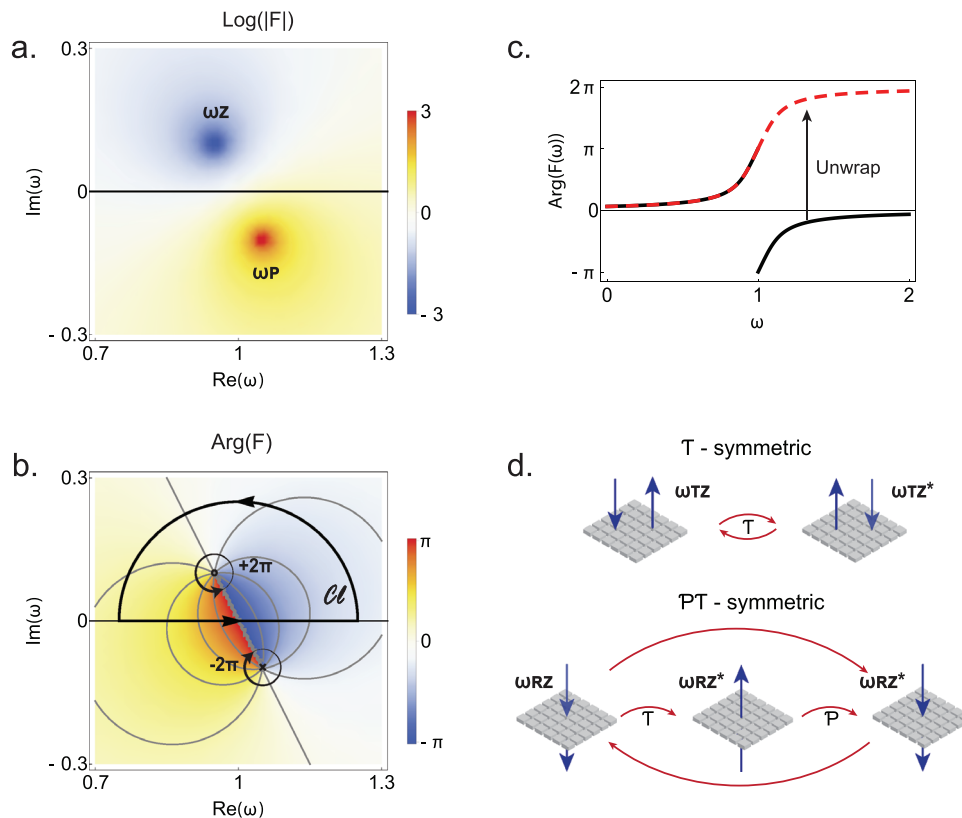 a.
Log(|F|)
0.3
0
- 0.3
Im(ω)
ωZ
ωP
0.7
1
1.3
Re(ω)
3
0
- 3
b.
Arg(F)
0.3
0
- 0.3
Im(ω)
+2π
-2π
Cl
0.7
1
1.3
Re(ω)
π
0
- π
c.
2 π
π
0
- π
Arg(F(ω))
Unwrap
0
1
2
ω
d.
T - symmetric
ωTZ
T
ωTZ*
PT - symmetric
ωRZ
T
ωRZ*
P
ωRZ*